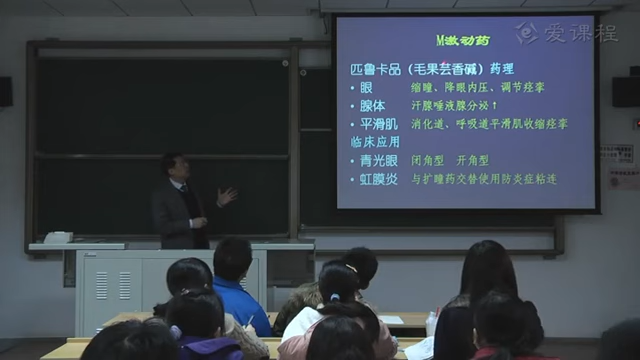 爱课程
M激动药
匹鲁卡品（毛果芸香碱）药理
• 眼 缩瞳、降眼内压、调节痉挛
• 腺体 汗腺唾液腺分泌↑
• 平滑肌 消化道、呼吸道平滑肌收缩痉挛
临床应用
• 青光眼 闭角型 开角型
• 虹膜炎 与扩瞳药交替使用防炎症粘连